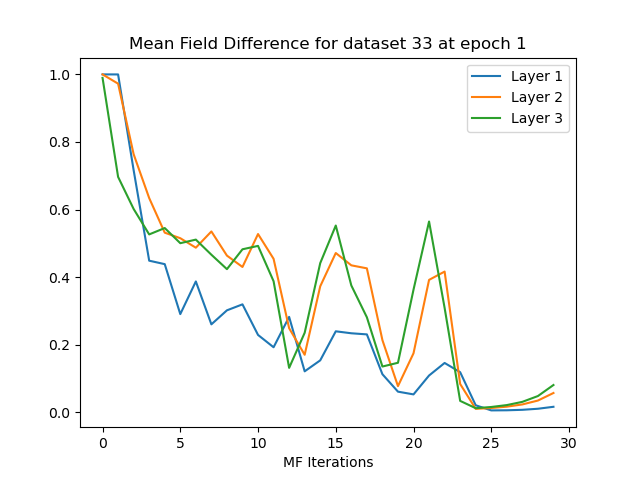 Mean Field Difference for dataset 33 at epoch 1
Layer 1
Layer 2
Layer 3
1.0
0.8
0.6
0.4
0.2
0.0
0 5 10 15 20 25 30
MF Iterations